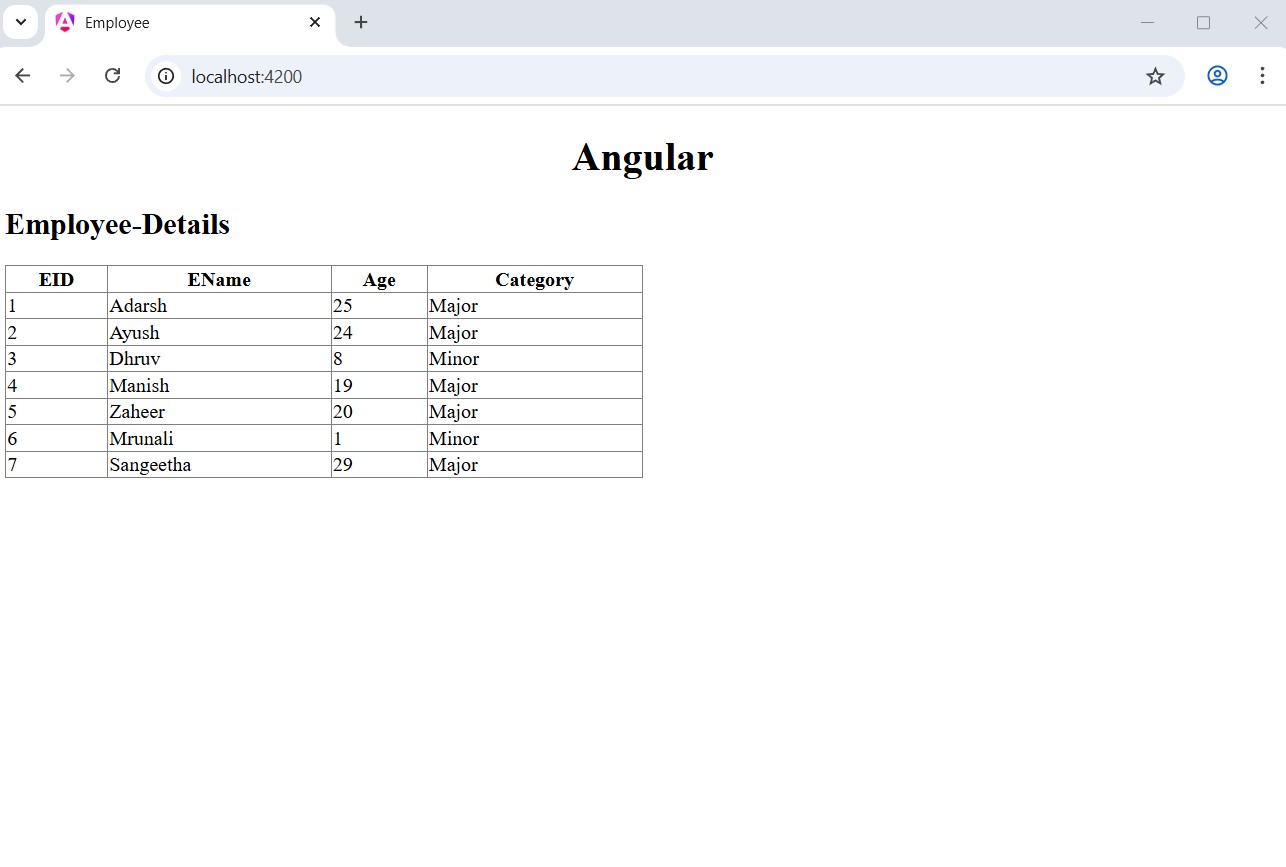 Employee
localhost:4200
Angular
Employee-Details
EID EName Age Category
1 Adarsh 25 Major
2 Ayush 24 Major
3 Dhruv 8 Minor
4 Manish 19 Major
5 Zaheer 20 Major
6 Mrunali 1 Minor
7 Sangeetha 29 Major